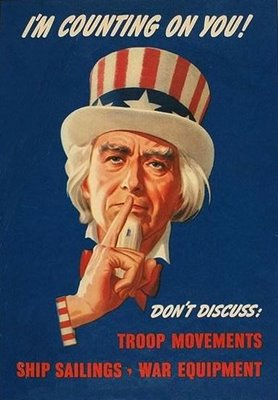 I'M COUNTING ON YOU!
DON'T DISCUSS:
TROOP MOVEMENTS
SHIP SAILINGS · WAR EQUIPMENT